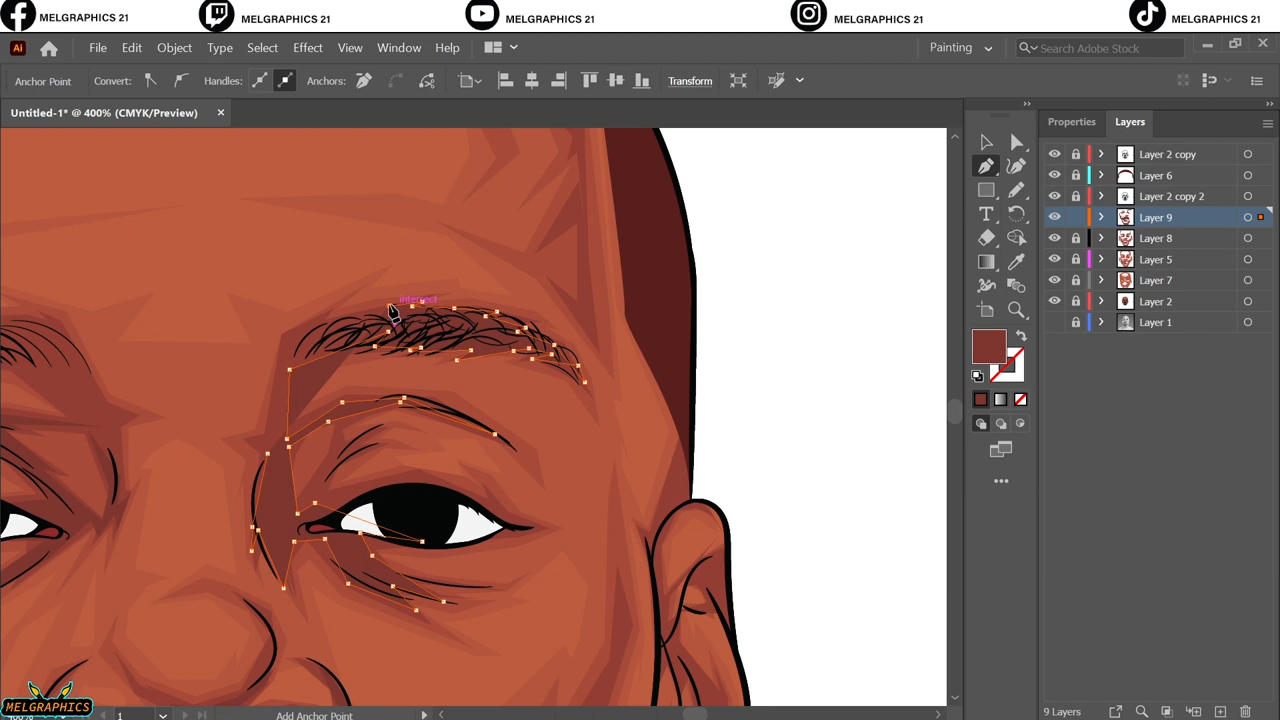 MELGRAPHICS 21 MELGRAPHICS 21 MELGRAPHICS 21 MELGRAPHICS 21 MELGRAPHICS 21
Ai File Edit Object Type Select Effect View Window Help Painting Search Adobe Stock
Anchor Point Convert: Handles: Anchors: Transform
Untitled-1* @ 400% (CMYK/Preview)
Properties Layers
Layer 2 copy
Layer 6
Layer 2 copy 2
Layer 9
Layer 8
Layer 5
Layer 7
Layer 2
Layer 1
intersect
MELGRAPHICS
1 Add Anchor Point
9 Layers